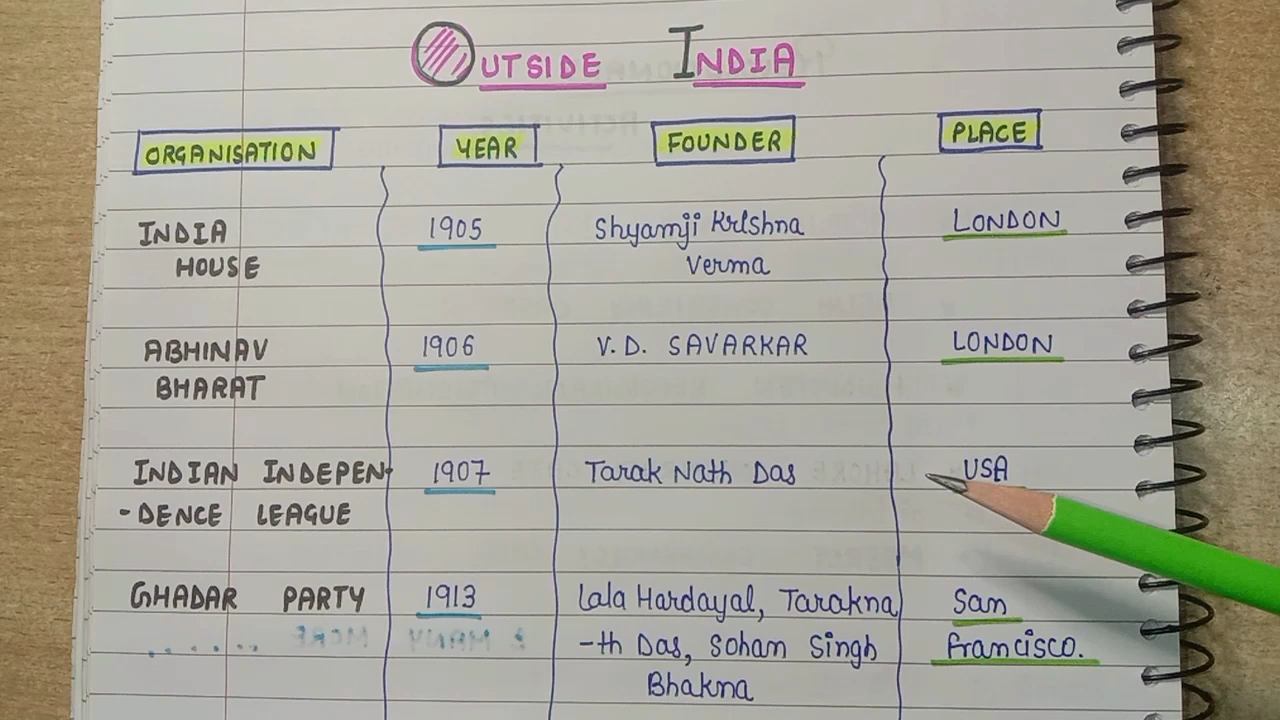 OUTSIDE INDIA
ORGANISATION YEAR FOUNDER PLACE
INDIA 1905 Shyamji Krishna LONDON
HOUSE Verma
ABHINAV 1906 V.D. SAVARKAR LONDON
BHARAT
INDIAN INDEPEN- 1907 Tarak Nath Das USA
-DENCE LEAGUE
GHADAR PARTY 1913 Lala Hardayal, Tarakna San
-th Das, Sohan Singh Francisco.
Bhakna